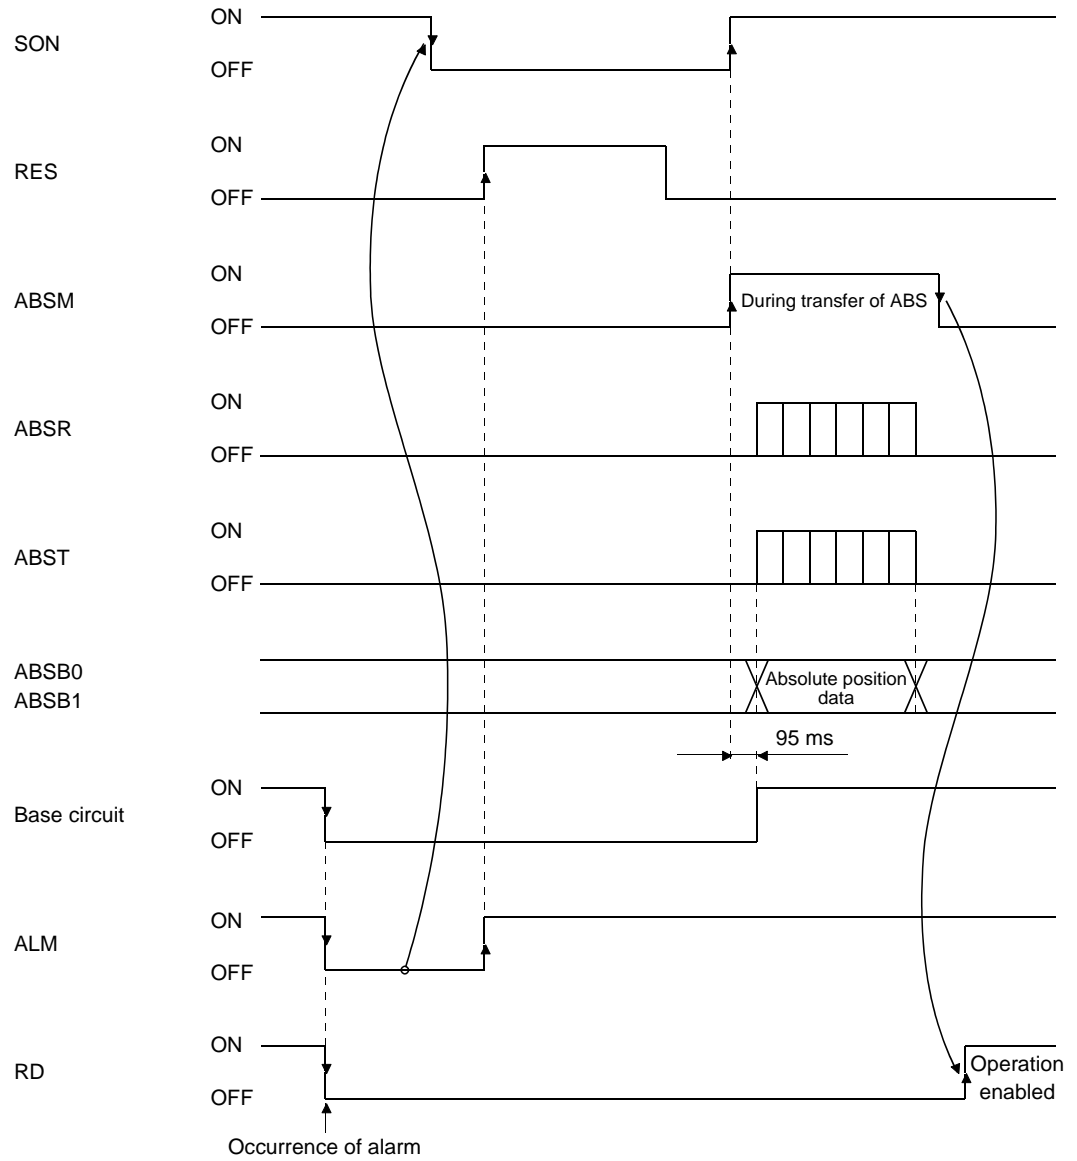 ON
SON
OFF
ON
RES
OFF
ON
ABSM
During transfer of ABS
OFF
ON
ABSR
OFF
ON
ABST
OFF
ABSB0
ABSB1
Absolute position
data
95 ms
ON
Base circuit
OFF
ON
ALM
OFF
ON
RD
OFF
Operation
enabled
Occurrence of alarm